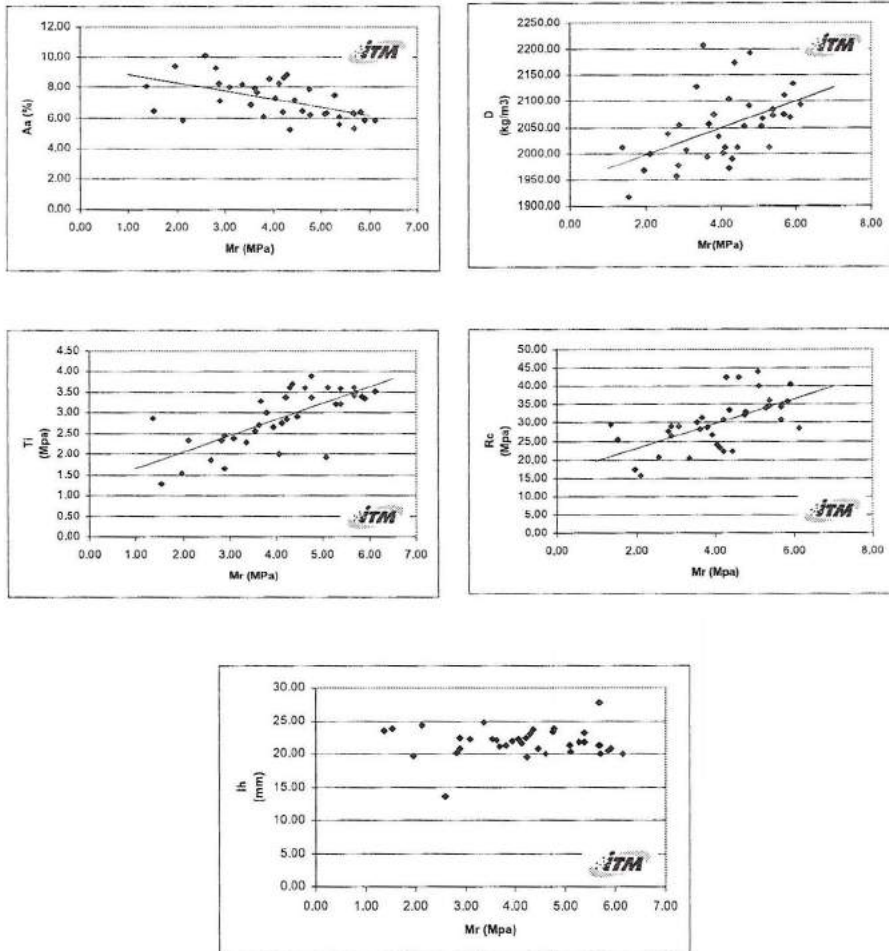 12.00
10.00
8.00
6.00
4.00
2.00
0.00
Aa (%)
0.00 1.00 2.00 3.00 4.00 5.00 6.00 7.00
Mr (MPa)
iTM
2250.00
2200.00
2150.00
2100.00
2050.00
2000.00
1950.00
1900.00
D
(kg/m3)
0.00 2.00 4.00 6.00 8.00
Mr(MPa)
iTM
4.50
4.00
3.50
3.00
2.50
2.00
1.50
1.00
0.50
0.00
Ti
(Mpa)
0.00 1.00 2.00 3.00 4.00 5.00 6.00 7.00
Mr (MPa)
iTM
50.00
45.00
40.00
35.00
30.00
25.00
20.00
15.00
10.00
5.00
0.00
Rc
(Mpa)
0.00 2.00 4.00 6.00 8.00
Mr (Mpa)
iTM
30.00
25.00
20.00
15.00
10.00
5.00
0.00
Ih
(mm)
0.00 1.00 2.00 3.00 4.00 5.00 6.00 7.00
Mr (Mpa)
iTM